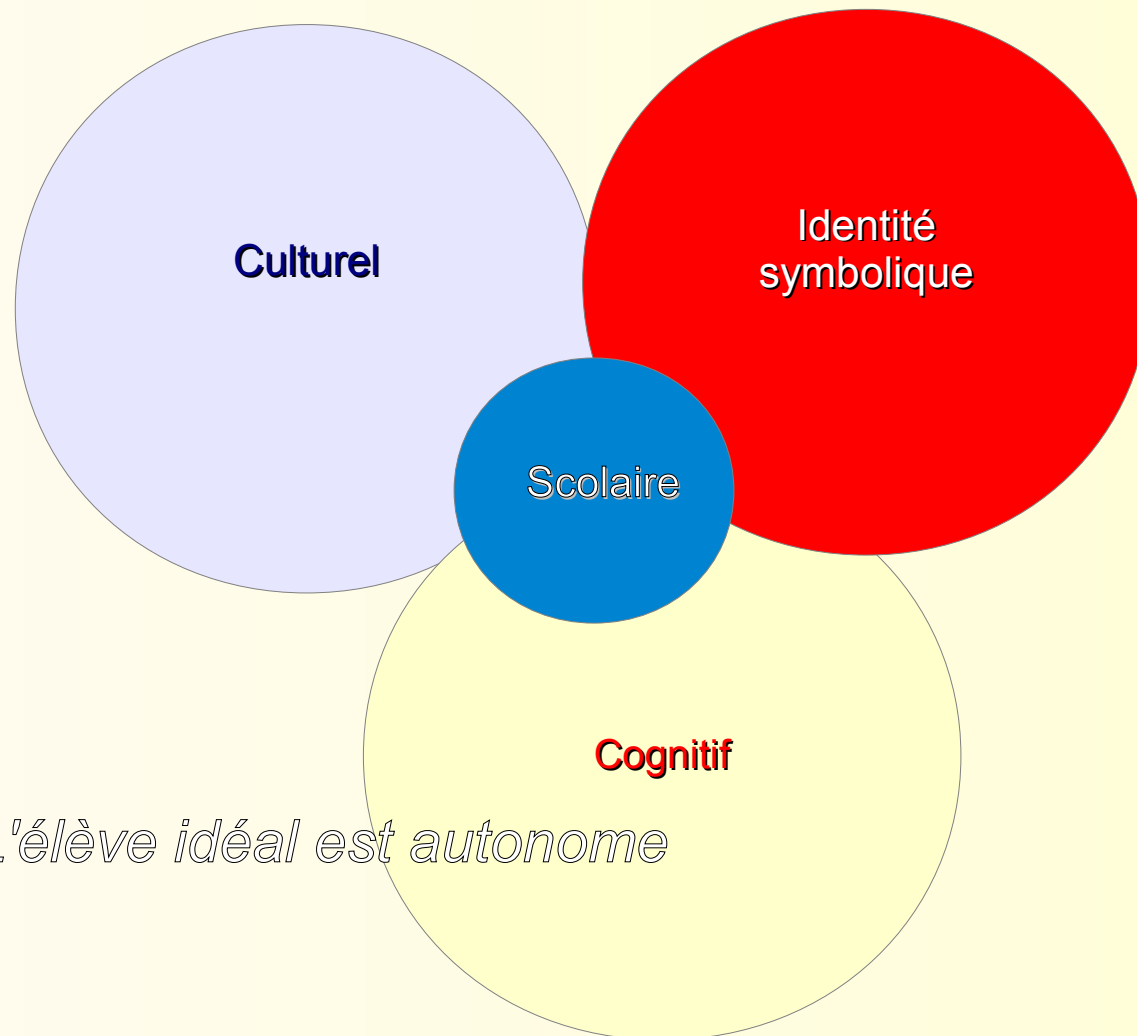 Identité
symbolique
Culturel
Scolaire
Cognitif
'élève idéal est autonome